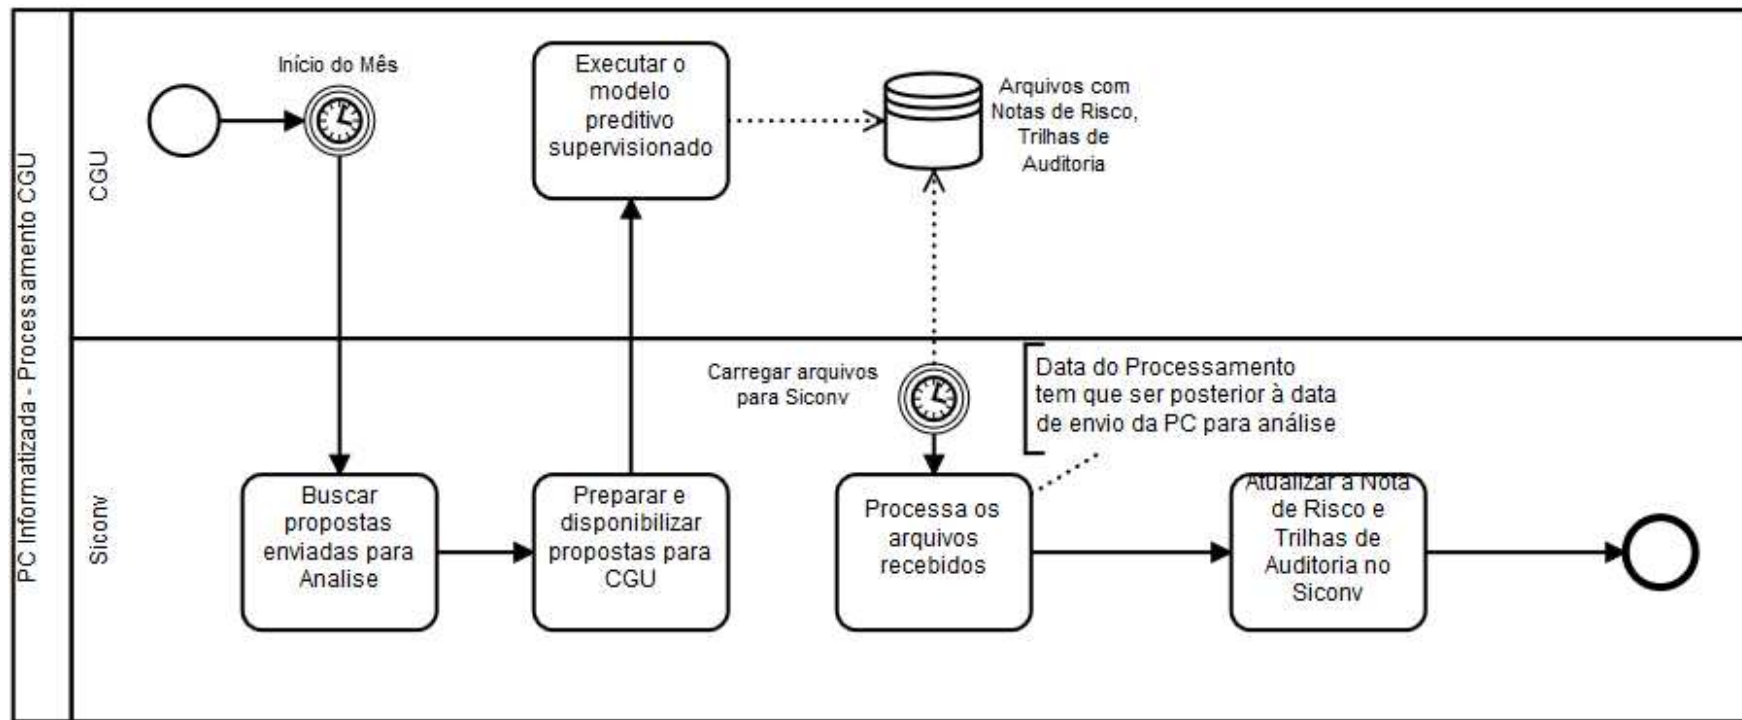 PC Informatizada - Processamento CGU
CGU
Início do Mês
Executar o
modelo
preditivo
supervisionado
Arquivos com
Notas de Risco,
Trilhas de
Auditoria
Siconv
Carregar arquivos
para Siconv
Data do Processamento
tem que ser posterior à data
de envio da PC para análise
Buscar
propostas
enviadas para
Analise
Preparar e
disponibilizar
propostas para
CGU
Processa os
arquivos
recebidos
Atualizar a Nota
de Risco e
Trilhas de
Auditoria no
Siconv